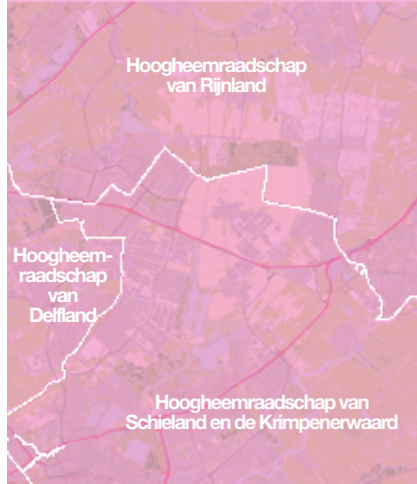 Hoogheemraadschap
van Rijnland
Hoogheem-
raadschap
van
Delfland
Hoogheemraadschap van
Schieland en de Krimpenerwaard